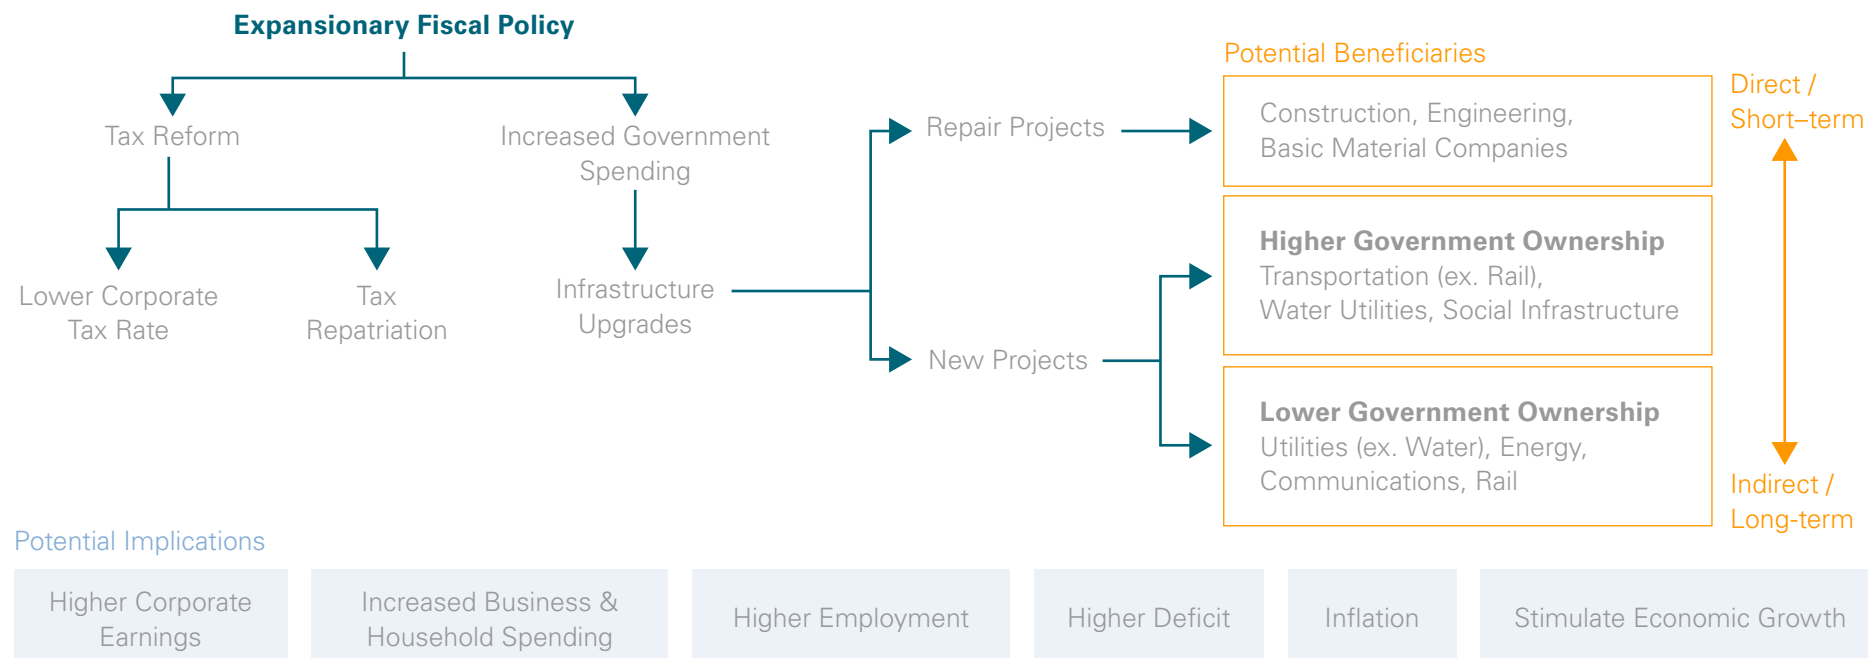 Expansionary Fiscal Policy
Tax Reform
Increased Government
Spending
Lower Corporate
Tax Rate
Tax
Repatriation
Infrastructure
Upgrades
Repair Projects
New Projects
Potential Beneficiaries
Construction, Engineering,
Basic Material Companies
Higher Government Ownership
Transportation (ex. Rail),
Water Utilities, Social Infrastructure
Lower Government Ownership
Utilities (ex. Water), Energy,
Communications, Rail
Direct /
Short–term
Indirect /
Long-term
Potential Implications
Higher Corporate
Earnings
Increased Business &
Household Spending
Higher Employment
Higher Deficit
Inflation
Stimulate Economic Growth